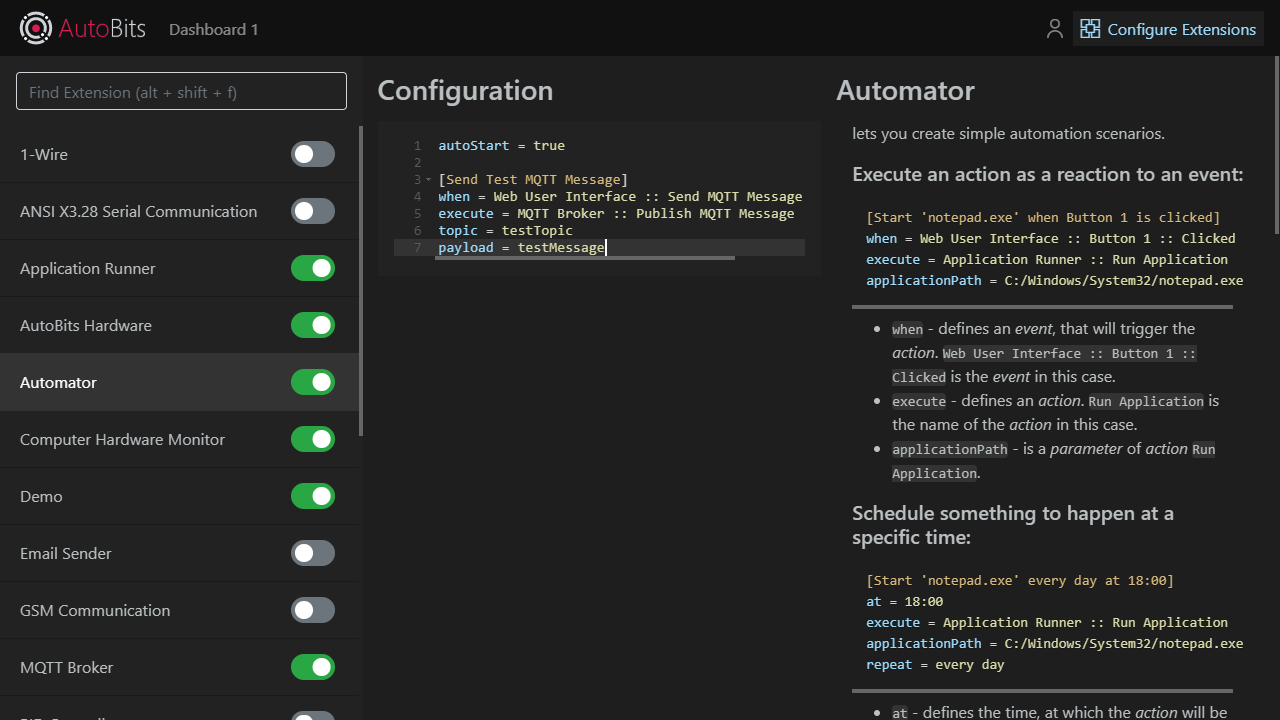 AutoBits
Dashboard 1
Configure Extensions
Find Extension (alt + shift + f)
1-Wire
ANSI X3.28 Serial Communication
Application Runner
AutoBits Hardware
Automator
Computer Hardware Monitor
Demo
Email Sender
GSM Communication
MQTT Broker
Configuration
1 autoStart = true
2
3 [Send Test MQTT Message]
4 when = Web User Interface :: Send MQTT Message
5 execute = MQTT Broker :: Publish MQTT Message
6 topic = testTopic
7 payload = testMessage
Automator
lets you create simple automation scenarios.
Execute an action as a reaction to an event:
[Start 'notepad.exe' when Button 1 is clicked]
when = Web User Interface :: Button 1 :: Clicked
execute = Application Runner :: Run Application
applicationPath = C:/Windows/System32/notepad.exe
• when - defines an event, that will trigger the
action. Web User Interface :: Button 1 ::
Clicked is the event in this case.
• execute - defines an action. Run Application is
the name of the action in this case.
• applicationPath - is a parameter of action Run
Application.
Schedule something to happen at a
specific time:
[Start 'notepad.exe' every day at 18:00]
at = 18:00
execute = Application Runner :: Run Application
applicationPath = C:/Windows/System32/notepad.exe
repeat = every day
• at - defines the time, at which the action will be